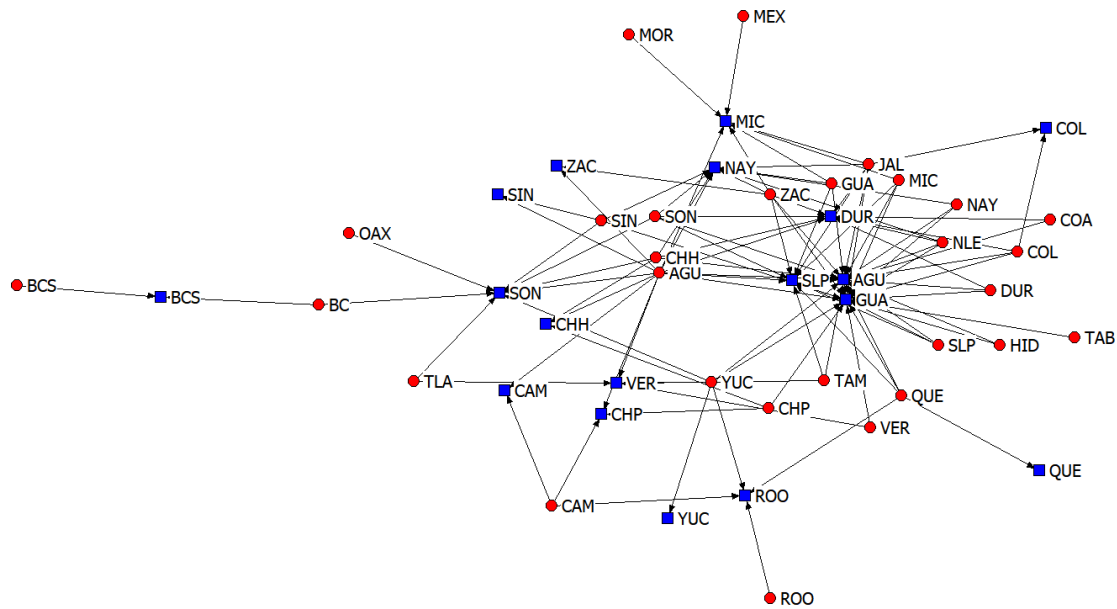 MEX
MOR
MIC
COL
ZAC
NAY
JAL
MIC
GUA
SIN
ZAC
NAY
SIN
SON
DUR
COA
OAX
NLE
COL
CHH
AGU
SLP
AGU
BCS
BCS
BC
SON
GUA
DUR
CHH
TAB
SLP
HID
TLA
CAM
VER
YUC
TAM
QUE
CHP
CHP
VER
QUE
CAM
ROO
YUC
ROO